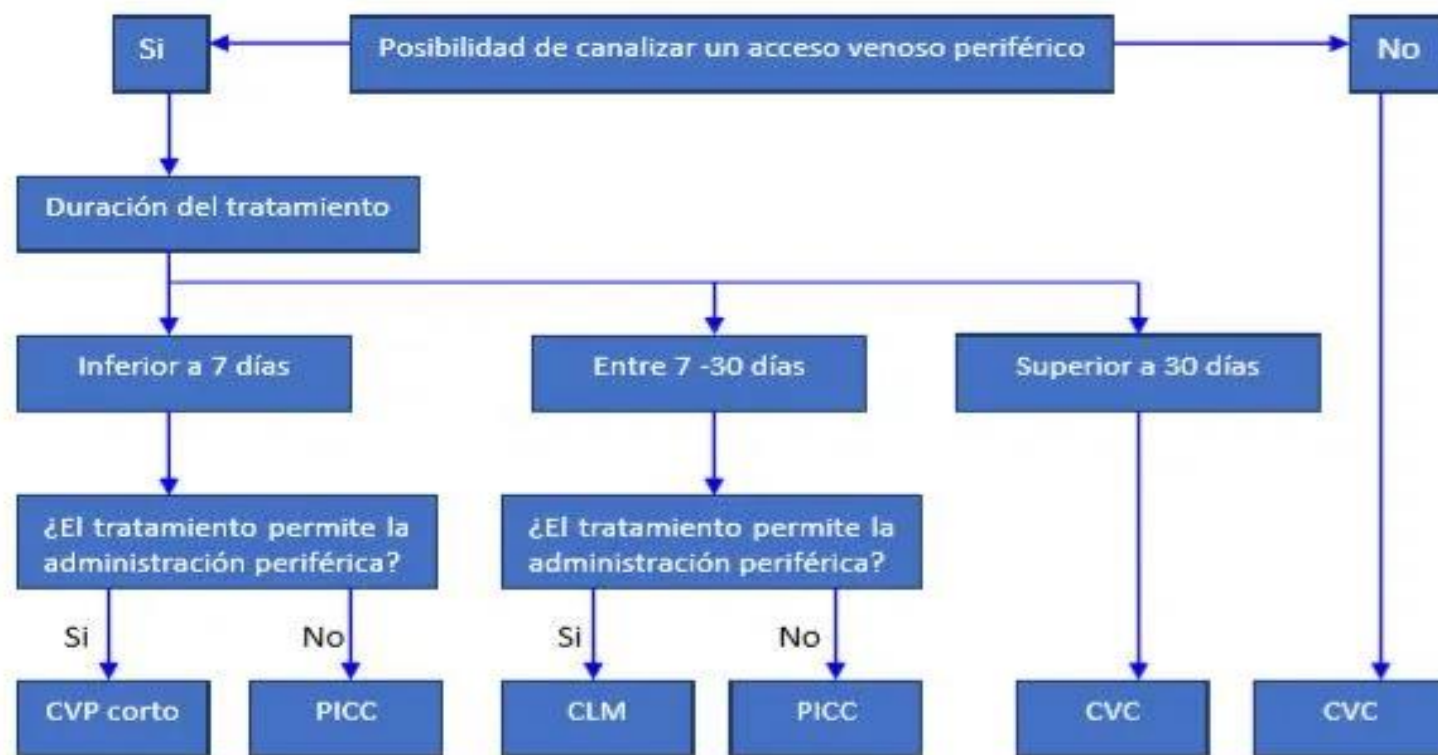 Si
Posibilidad de canalizar un acceso venoso periférico
No
Duración del tratamiento
Inferior a 7 días
Entre 7 -30 días
Superior a 30 días
¿El tratamiento permite la
administración periférica?
¿El tratamiento permite la
administración periférica?
Si
No
Si
No
CVP corto
PICC
CLM
PICC
CVC
CVC